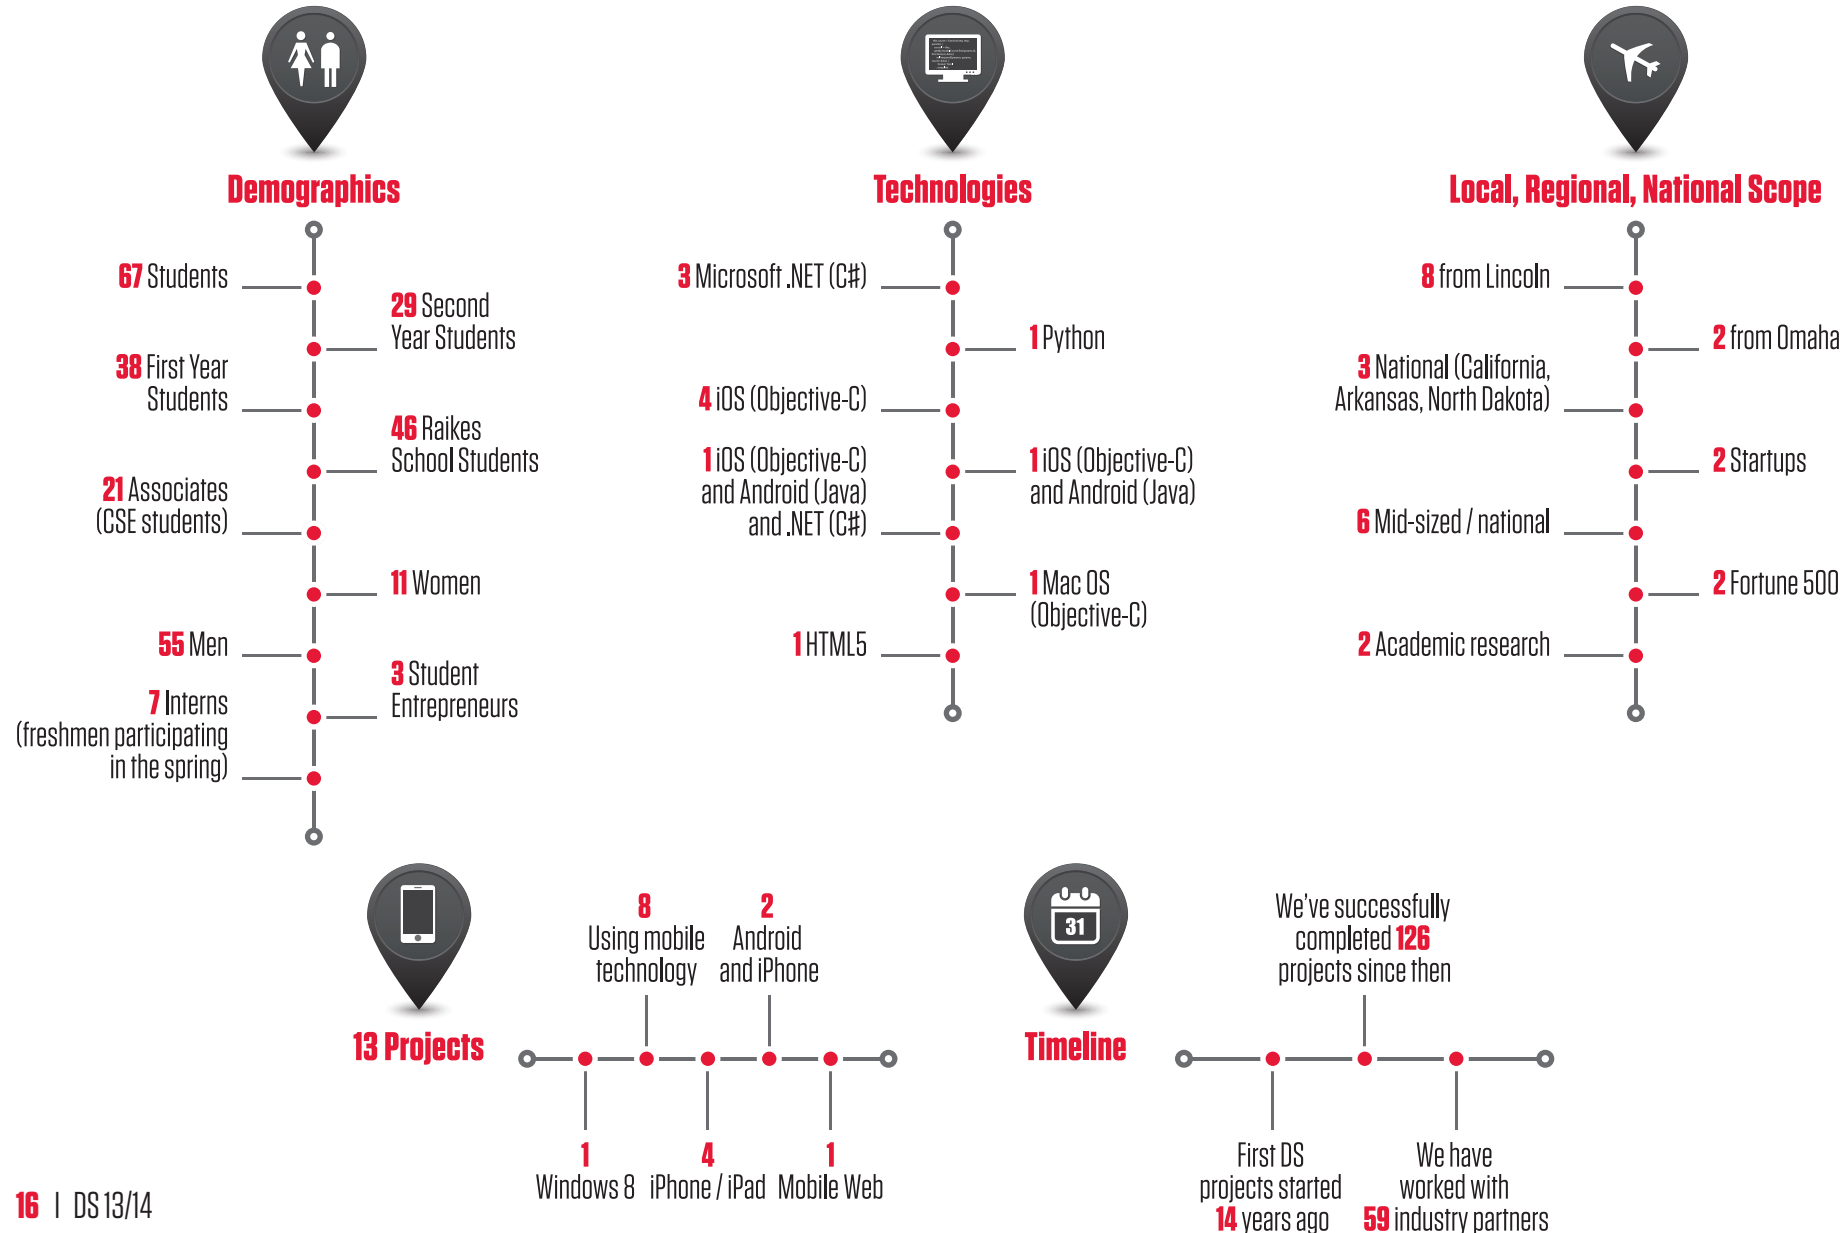 Demographics
67 Students
29 Second
Year Students
38 First Year
Students
46 Raikes
School Students
21 Associates
(CSE students)
11 Women
55 Men
3 Student
Entrepreneurs
7 Interns
(freshmen participating
in the spring)
Technologies
3 Microsoft .NET (C#)
1 Python
4 iOS (Objective-C)
1 iOS (Objective-C)
and Android (Java)
1 iOS (Objective-C)
and Android (Java)
and .NET (C#)
1 Mac OS
(Objective-C)
1 HTML5
Local, Regional, National Scope
8 from Lincoln
2 from Omaha
3 National (California,
Arkansas, North Dakota)
2 Startups
6 Mid-sized / national
2 Fortune 500
2 Academic research
13 Projects
1
Windows 8
8
Using mobile
technology
4
iPhone / iPad
2
Android
and iPhone
1
Mobile Web
31
Timeline
First DS
projects started
14 years ago
We've successfully
completed 126
projects since then
We have
worked with
59 industry partners
16 | DS 13/14